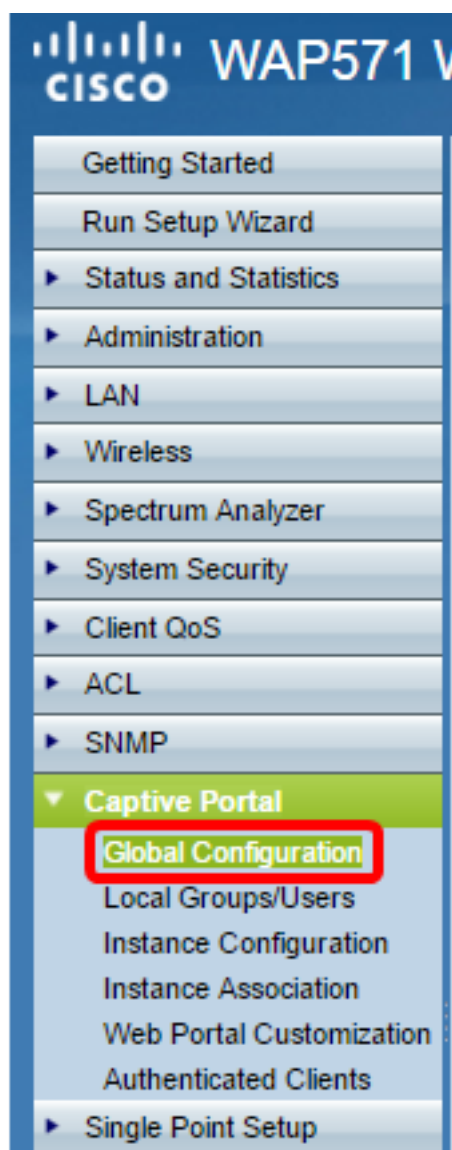 CISCO WAP571
Getting Started
Run Setup Wizard
Status and Statistics
Administration
LAN
Wireless
Spectrum Analyzer
System Security
Client QoS
ACL
SNMP
Captive Portal
Global Configuration
Local Groups/Users
Instance Configuration
Instance Association
Web Portal Customization
Authenticated Clients
Single Point Setup